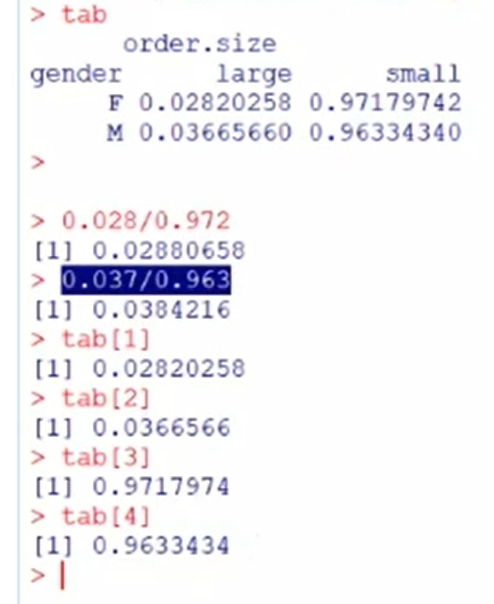 > tab
order.size
gender large small
F 0.02820258 0.97179742
M 0.03665660 0.96334340
>
> 0.028/0.972
[1] 0.02880658
> 0.037/0.963
[1] 0.0384216
> tab[1]
[1] 0.02820258
> tab[2]
[1] 0.0366566
> tab[3]
[1] 0.9717974
> tab[4]
[1] 0.9633434
>